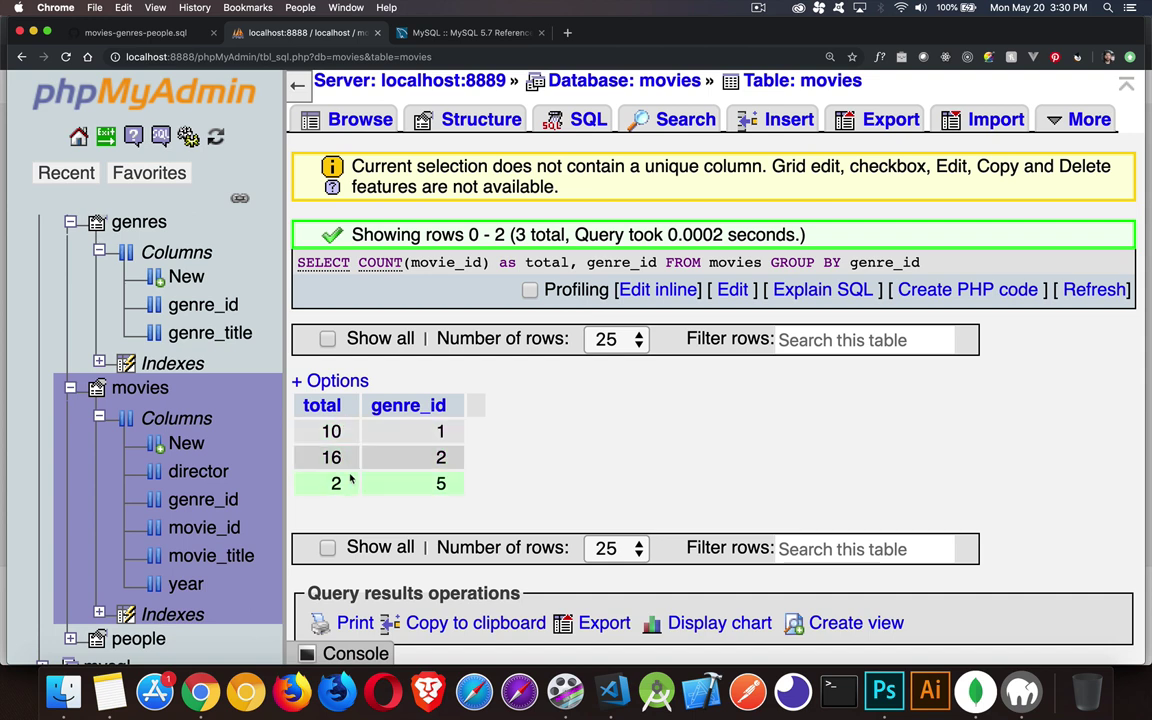 Chrome File Edit View History Bookmarks People Window Help 100% Mon May 20 3:30 PM
movies-genres-people.sql × localhost:8888 / localhost / mo × MySQL :: MySQL 5.7 Referenc × +
localhost:8888/phpMyAdmin/tbl_sql.php?db=movies&table=movies
phpMyAdmin
Recent Favorites
genres
Columns
New
genre_id
genre_title
Indexes
movies
Columns
New
director
genre_id
movie_id
movie_title
year
Indexes
people
Server: localhost:8889 » Database: movies » Table: movies
Browse Structure SQL Search Insert Export Import More
Current selection does not contain a unique column. Grid edit, checkbox, Edit, Copy and Delete
features are not available.
Showing rows 0 - 2 (3 total, Query took 0.0002 seconds.)
SELECT COUNT(movie_id) as total, genre_id FROM movies GROUP BY genre_id
Profiling [Edit inline] [ Edit ] [ Explain SQL ] [ Create PHP code ] [ Refresh]
Show all | Number of rows: 25 Filter rows: Search this table
+ Options
total genre_id
10 1
16 2
2 5
Show all | Number of rows: 25 Filter rows: Search this table
Query results operations
Print Copy to clipboard Export Display chart Create view
Console
1
Ps Ai